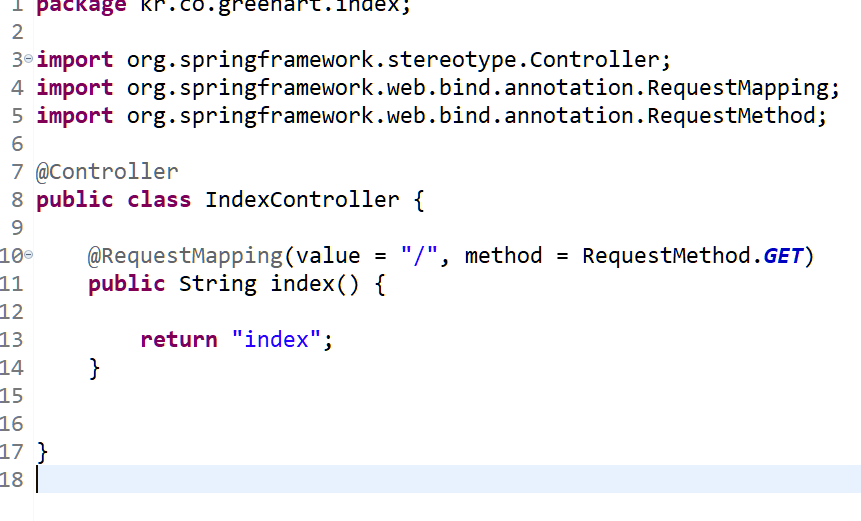 1 package kr.co.greenart.index;
2
3 import org.springframework.stereotype.Controller;
4 import org.springframework.web.bind.annotation.RequestMapping;
5 import org.springframework.web.bind.annotation.RequestMethod;
6
7 @Controller
8 public class IndexController {
9
10 @RequestMapping(value = "/", method = RequestMethod.GET)
11 public String index() {
12
13 return "index";
14 }
15
16
17 }
18